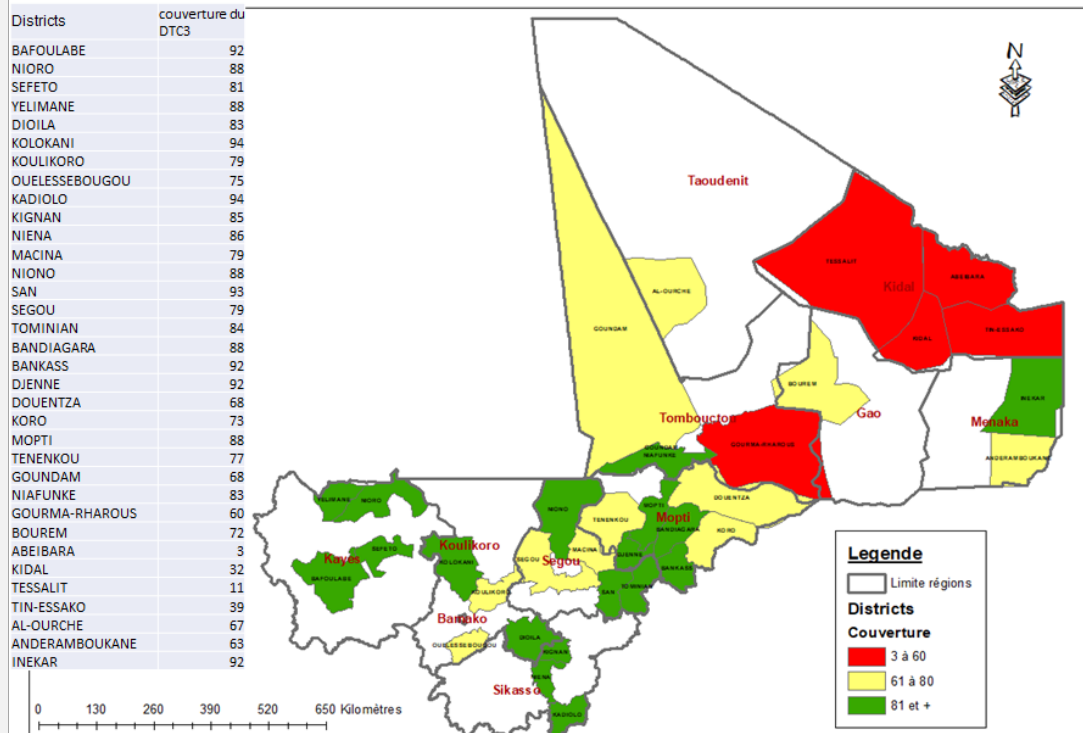 Districts couverture du
DTC3
BAFOULABE 92
NIORO 88
SEFETO 81
YELIMANE 88
DIOILA 83
KOLOKANI 94
KOULIKORO 79
OUELESSEBOUGOU 75
KADIOLO 94
KIGNAN 85
NIENA 86
MACINA 79
NIONO 88
SAN 93
SEGOU 79
TOMINIAN 84
BANDIAGARA 88
BANKASS 92
DJENNE 92
DOUENTZA 68
KORO 73
MOPTI 88
TENENKOU 77
GOUNDAM 68
NIAFUNKE 83
GOURMA-RHAROUS 60
BOUREM 72
ABEIBARA 3
KIDAL 32
TESSALIT 11
TIN-ESSAKO 39
AL-OURCHE 67
ANDERAMBOUKANE 63
INEKAR 92
N
Taoudenit
TESSALIT
ABEIBARA
Kidal
AL-OURCHE
GOUNDAM
KIDAL
TIN-ESSAKO
BOUREM
INEKAR
Tombouctou
Gao
Menaka
GOURMA-RHAROUS
GOUNDAM
NIAFUNKE
ANDERAMBOUKANE
YELIMANE
NIORO
NIONO
MOPTI
DOUENTZA
TENENKOU
Mopti
BANDIAGARA
KORO
Kayes
SEFETO
Koulikoro
KOLOKANI
SEGOU
MACINA
Ségou
DJENNE
BANKASS
BAFOULABE
KOULIKORO
SAN
TOMINIAN
Bamako
DIOILA
OUELESSEBOUGOU
KIGNAN
NIENA
Sikasso
KADIOLO
Legende
Limite régions
Districts
Couverture
3 à 60
61 à 80
81 et +
0 130 260 390 520 650 Kilomètres